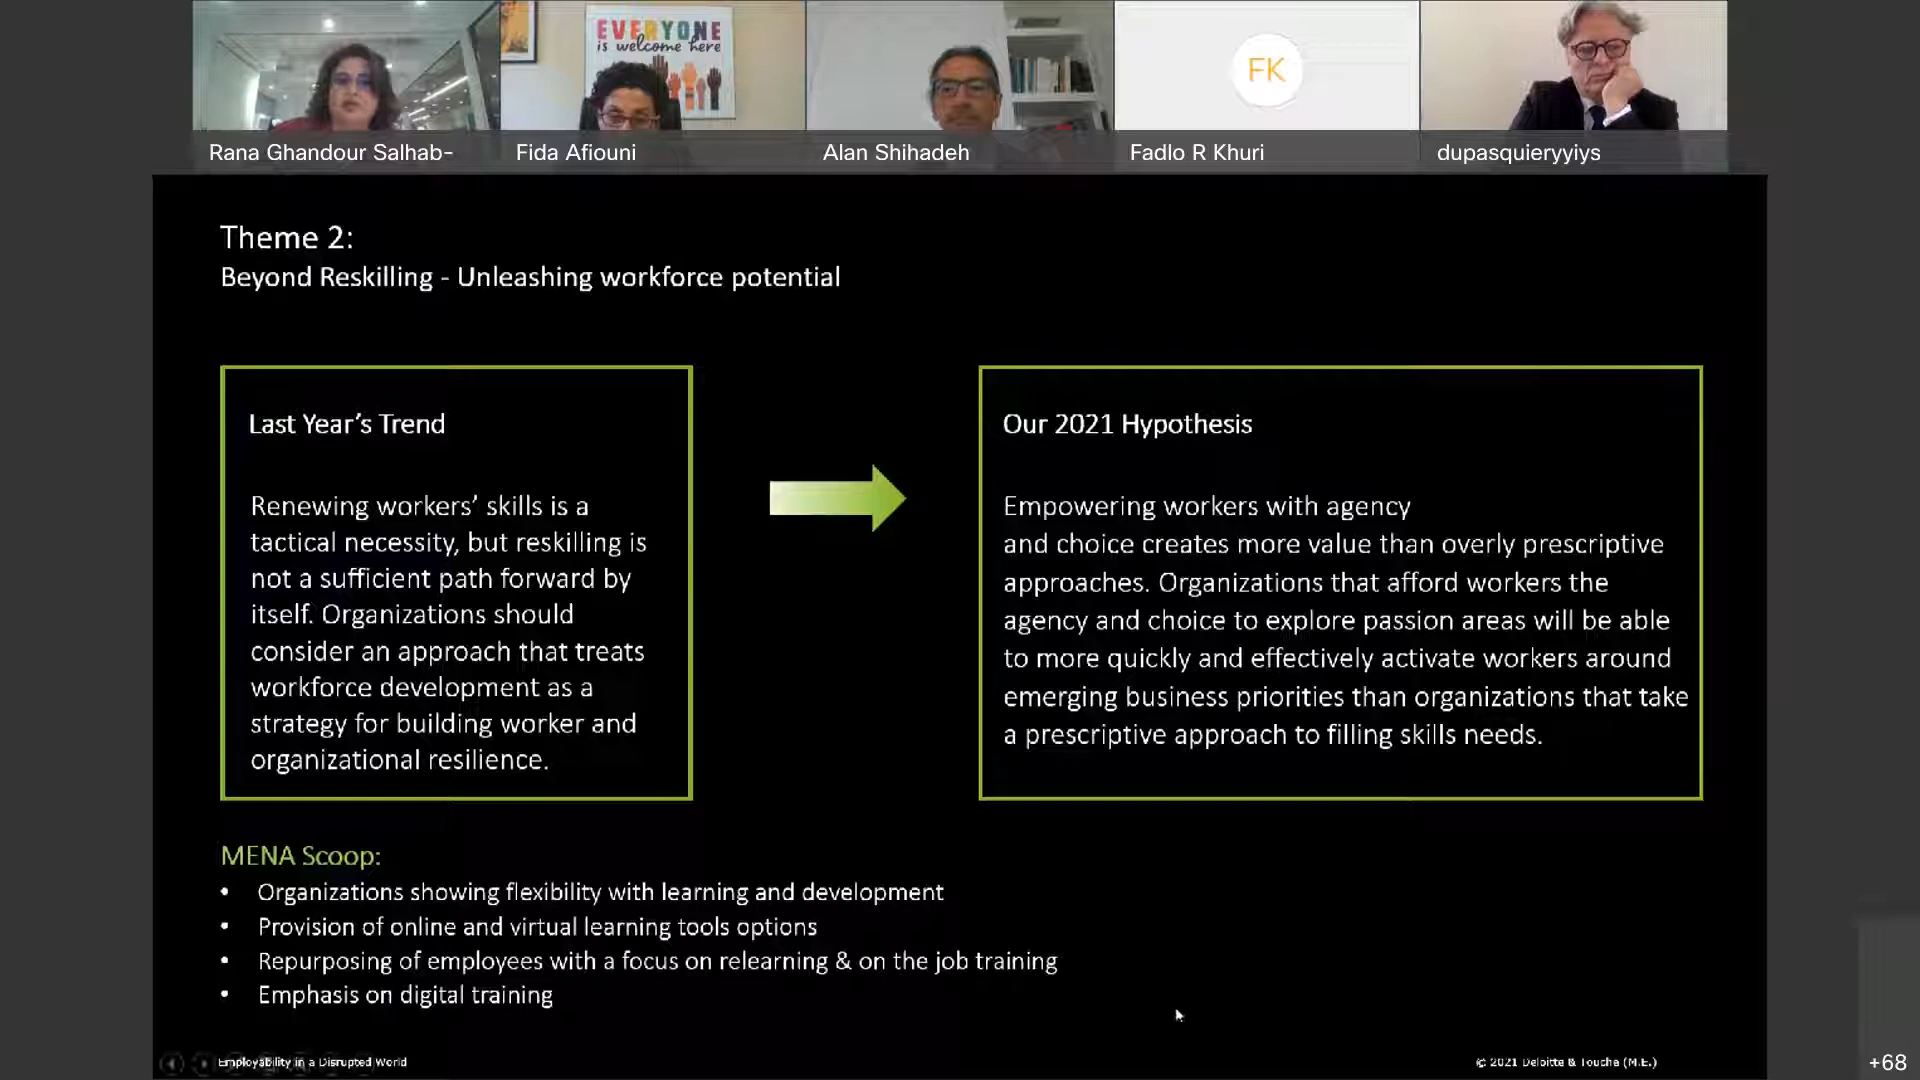 EVERYONE
is welcome here
FK
Rana Ghandour Salhab-
Fida Afiouni
Alan Shihadeh
Fadlo R Khuri
dupasquieryyiys
Theme 2:
Beyond Reskilling - Unleashing workforce potential
Last Year’s Trend
Renewing workers’ skills is a
tactical necessity, but reskilling is
not a sufficient path forward by
itself. Organizations should
consider an approach that treats
workforce development as a
strategy for building worker and
organizational resilience.
Our 2021 Hypothesis
Empowering workers with agency
and choice creates more value than overly prescriptive
approaches. Organizations that afford workers the
agency and choice to explore passion areas will be able
to more quickly and effectively activate workers around
emerging business priorities than organizations that take
a prescriptive approach to filling skills needs.
MENA Scoop:
• Organizations showing flexibility with learning and development
• Provision of online and virtual learning tools options
• Repurposing of employees with a focus on relearning & on the job training
• Emphasis on digital training
Employability in a Disrupted World
© 2021 Deloitte & Touche (M.E.)
+68